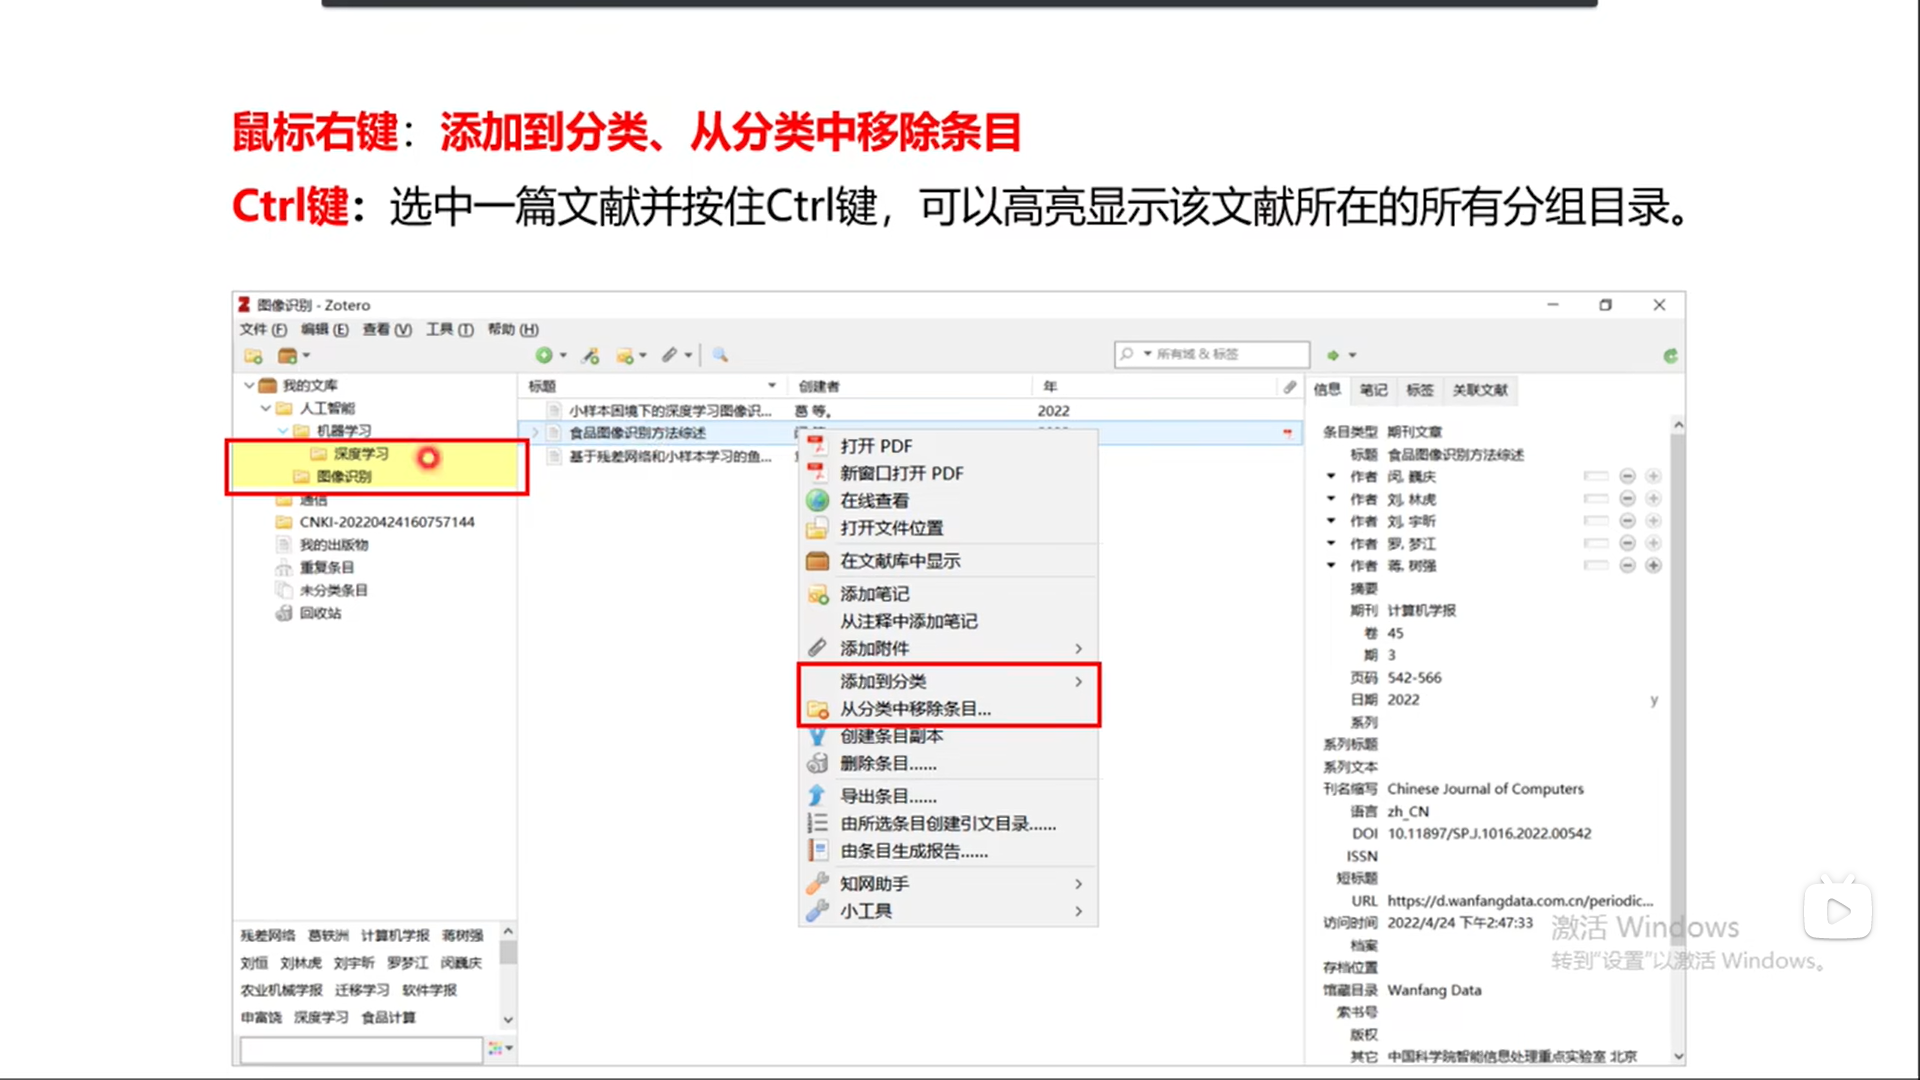 鼠标右键：添加到分类、从分类中移除条目
Ctrl键：选中一篇文献并按住Ctrl键，可以高亮显示该文献所在的所有分组目录。
图像识别 - Zotero
文件 (F) 编辑 (E) 查看 (V) 工具 (T) 帮助 (H)
所有域 & 标签
我的文库
人工智能
机器学习
深度学习
图像识别
通信
CNKI-20220424160757144
我的出版物
重复条目
未分类条目
回收站
标题 创建者 年
小样本困境下的深度学习图像识... 葛 等。 2022
食品图像识别方法综述
基于残差网络和小样本学习的鱼...
打开 PDF
新窗口打开 PDF
在线查看
打开文件位置
在文献库中显示
添加笔记
从注释中添加笔记
添加附件
添加到分类
从分类中移除条目...
创建条目副本
删除条目......
导出条目......
由所选条目创建引文目录......
由条目生成报告......
知网助手
小工具
信息 笔记 标签 关联文献
条目类型 期刊文章
标题 食品图像识别方法综述
作者 闵, 巍庆
作者 刘, 林虎
作者 刘, 宇昕
作者 罗, 梦江
作者 蒋, 树强
摘要
期刊 计算机学报
卷 45
期 3
页码 542-566
日期 2022 y
系列
系列标题
系列文本
刊名缩写 Chinese Journal of Computers
语言 zh_CN
DOI 10.11897/SP.J.1016.2022.00542
ISSN
短标题
URL https://d.wanfangdata.com.cn/periodic...
访问时间 2022/4/24 下午2:47:33
档案
存档位置
馆藏目录 Wanfang Data
索书号
版权
其它 中国科学院智能信息处理重点实验室 北京
残差网络 葛轶洲 计算机学报 蒋树强
刘恒 刘林虎 刘宇昕 罗梦江 闵巍庆
农业机械学报 迁移学习 软件学报
申富饶 深度学习 食品计算
激活 Windows
转到“设置”以激活 Windows。